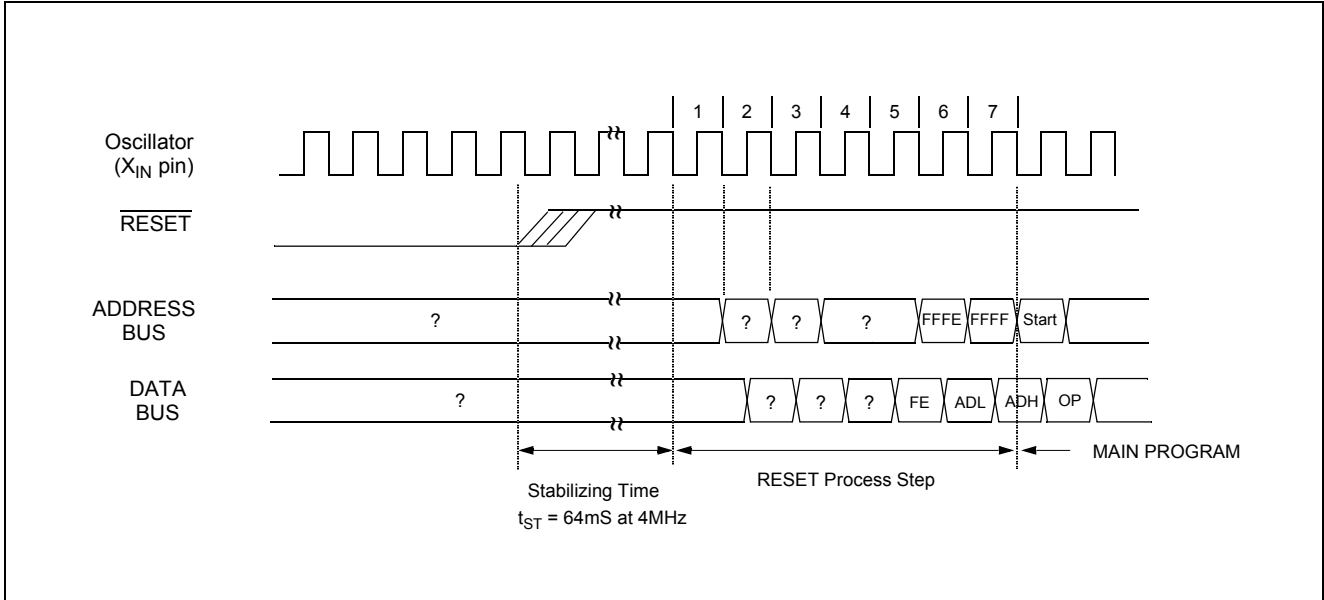 1 2 3 4 5 6 7
Oscillator
(XIN pin)
RESET
ADDRESS
BUS
? ? ? ? FFFE FFFF Start
DATA
BUS
? ? ? ? FE ADL ADH OP
MAIN PROGRAM
RESET Process Step
Stabilizing Time
tST = 64mS at 4MHz